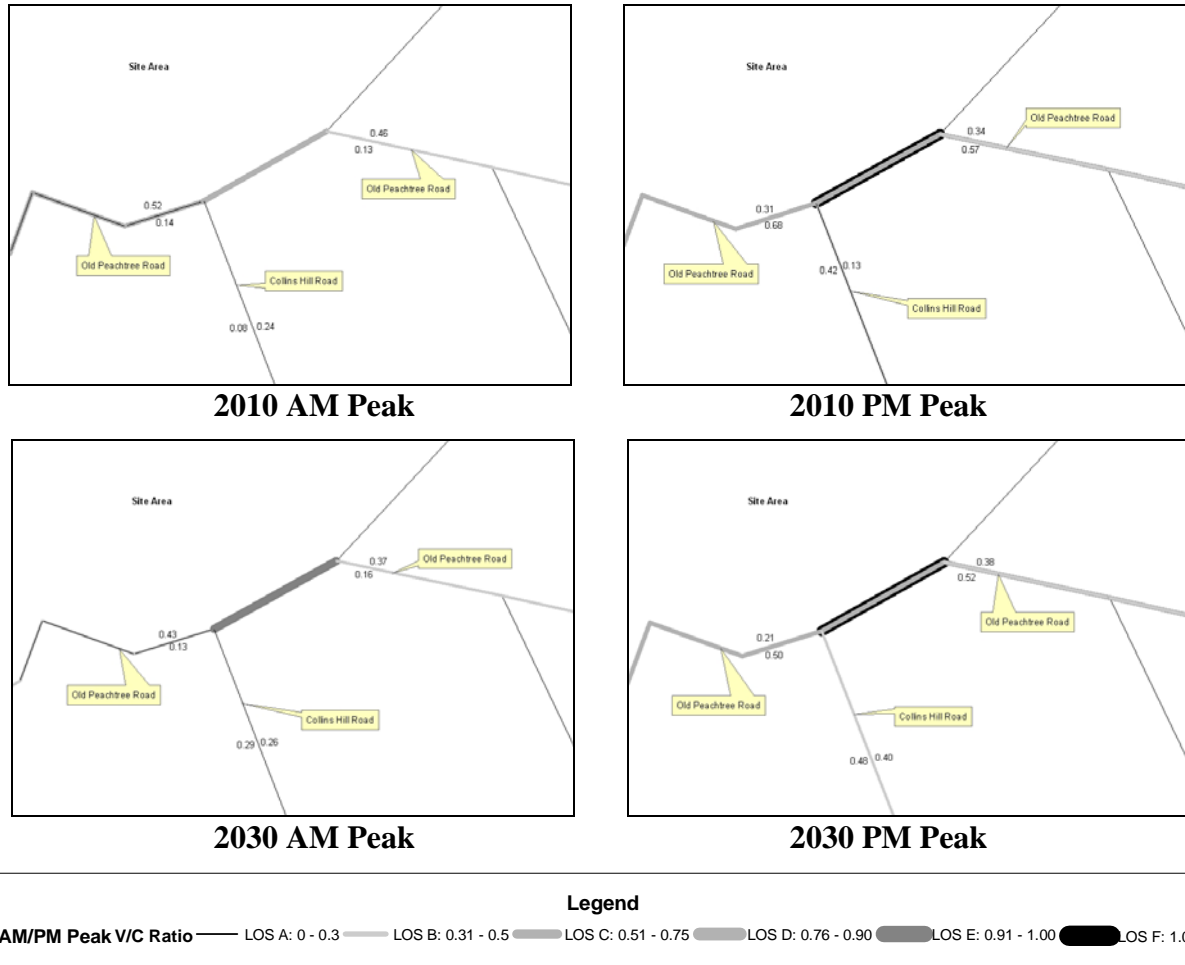 Site Area
0.46
0.13
Old Peachtree Road
0.52
0.14
Old Peachtree Road
Collins Hill Road
0.08 0.24
2010 AM Peak
Site Area
Old Peachtree Road
0.34
0.57
0.31
0.68
Old Peachtree Road
0.42 0.13
Collins Hill Road
2010 PM Peak
Site Area
0.37
Old Peachtree Road
0.16
0.43
0.13
Old Peachtree Road
Collins Hill Road
0.29 0.26
2030 AM Peak
Site Area
0.38
0.52
Old Peachtree Road
0.21
0.50
Old Peachtree Road
Collins Hill Road
0.48 0.40
2030 PM Peak
Legend
AM/PM Peak V/C Ratio LOS A: 0 - 0.3 LOS B: 0.31 - 0.5 LOS C: 0.51 - 0.75 LOS D: 0.76 - 0.90 LOS E: 0.91 - 1.00 LOS F: 1.0